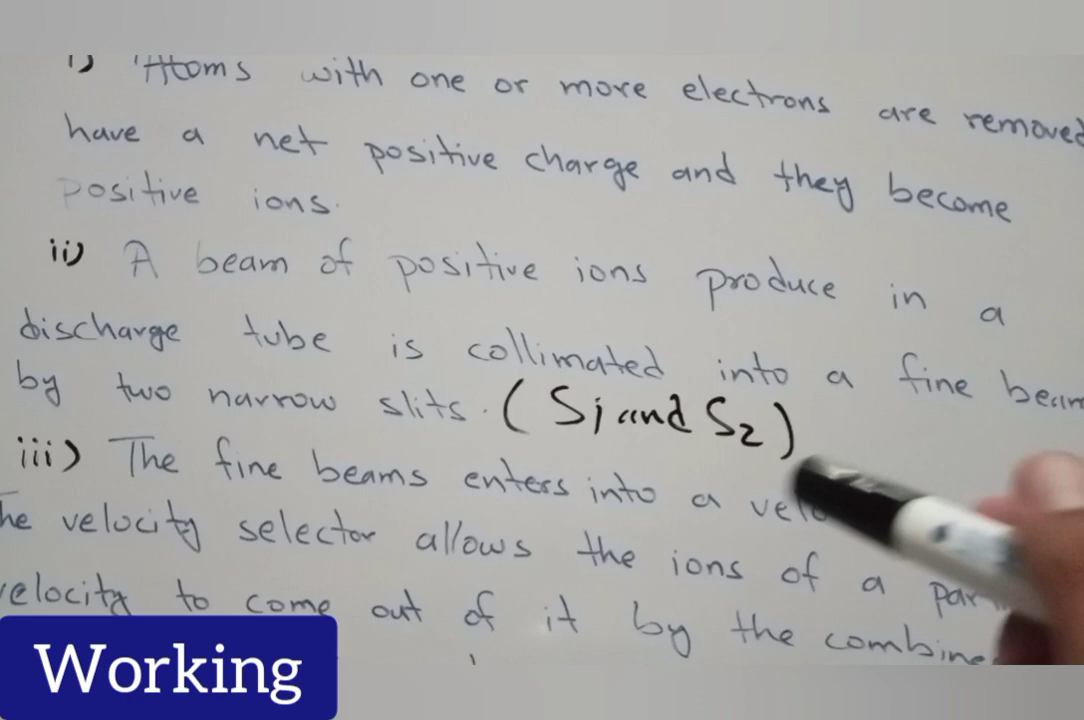 i) Atoms with one or more electrons are removed
have a net positive charge and they become
positive ions.
ii) A beam of positive ions produce in a
discharge tube is collimated into a fine beam
by two narrow slits. (S1 and S2)
iii) The fine beams enters into a
The velocity selector allows the ions of a
velocity to come out of it by the combine
Working